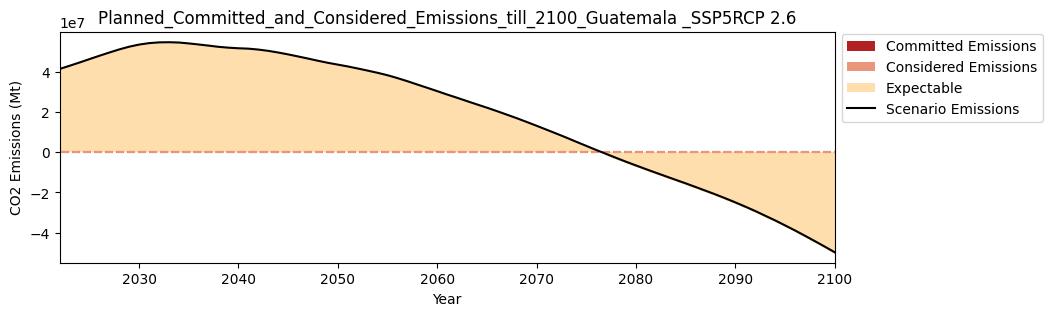 Planned_Committed_and_Considered_Emissions_till_2100_Guatemala _SSP5RCP 2.6
1e7
4
2
0
−2
−4
CO2 Emissions (Mt)
2030 2040 2050 2060 2070 2080 2090 2100
Year
Committed Emissions
Considered Emissions
Expectable
Scenario Emissions